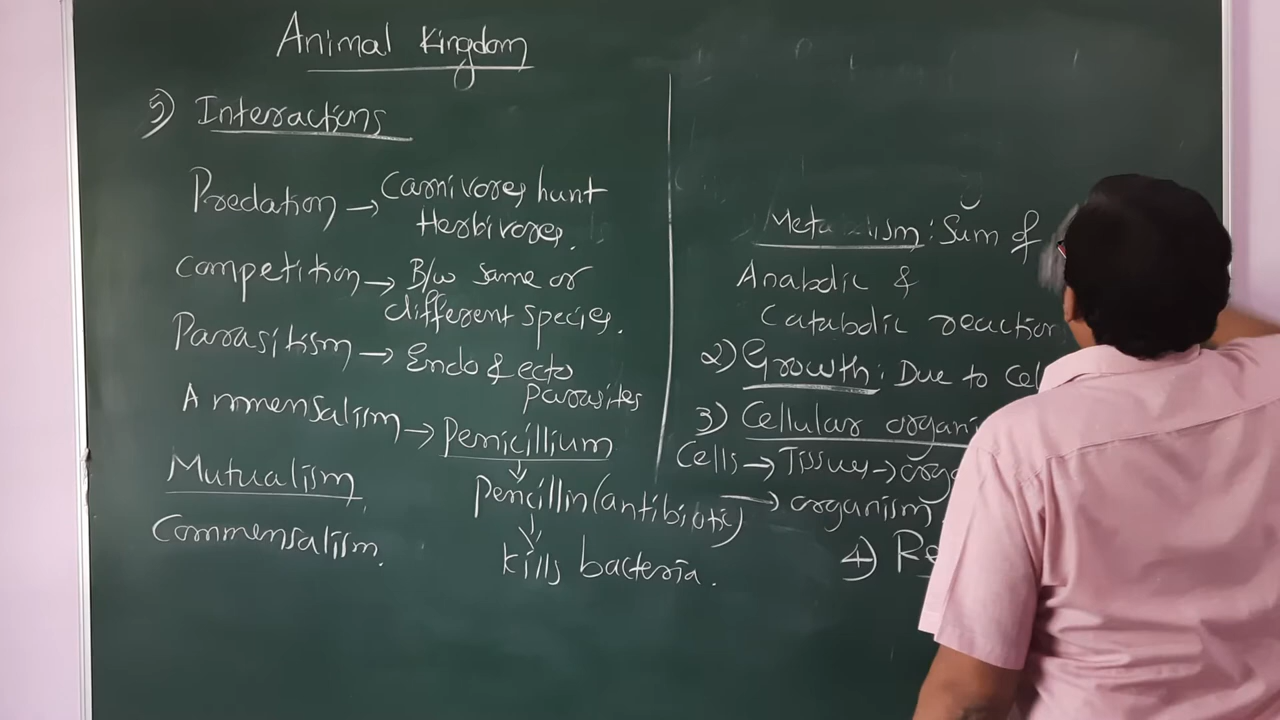 Animal Kingdom
5) Interactions
Predation → Carnivores hunt
Herbivores.
Competition → B/w same or
different species.
Parasitism → Endo & ecto
parasites
Ammensalism → Penicillium
↓
Pencillin (antibiotic)
↓
kills bacteria.
Mutualism
Commensalism.
Sum of
Anabolic &
Catabolic reaction
2) Growth: Due to
3) Cellular
Cells → Tissues →
→ organism
4)